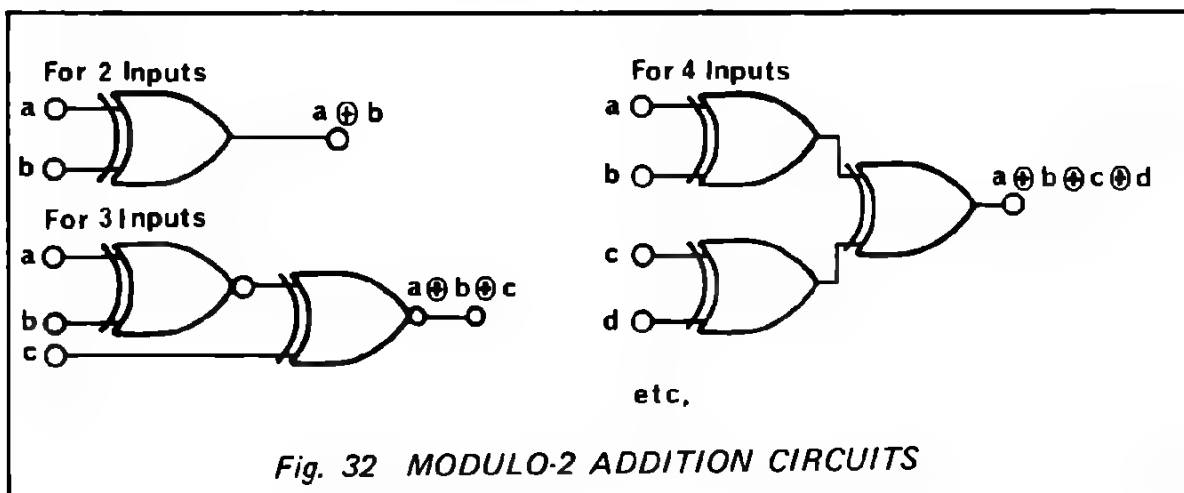 For 2 Inputs
a
b
a ⊕ b
For 3 Inputs
a
b
c
a ⊕ b ⊕ c
For 4 Inputs
a
b
c
d
a ⊕ b ⊕ c ⊕ d
etc,
Fig. 32 MODULO-2 ADDITION CIRCUITS